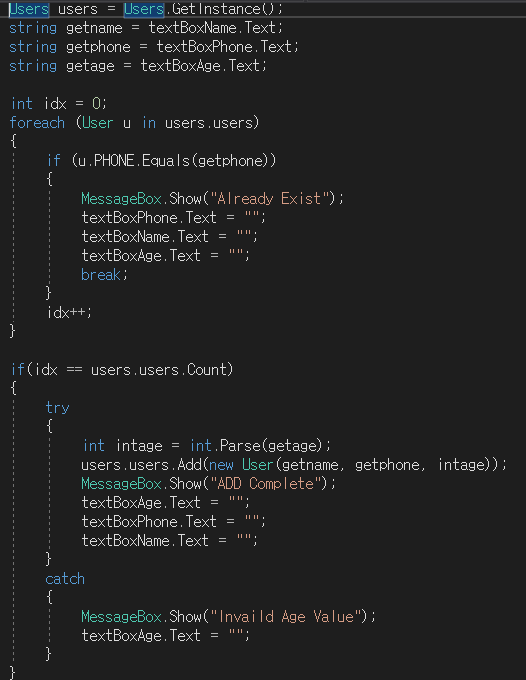 Users users = Users.GetInstance();
string getname = textBoxName.Text;
string getphone = textBoxPhone.Text;
string getage = textBoxAge.Text;
int idx = 0;
foreach (User u in users.users)
{
if (u.PHONE.Equals(getphone))
{
MessageBox.Show("Already Exist");
textBoxPhone.Text = "";
textBoxName.Text = "";
textBoxAge.Text = "";
break;
}
idx++;
}
if(idx == users.users.Count)
{
try
{
int intage = int.Parse(getage);
users.users.Add(new User(getname, getphone, intage));
MessageBox.Show("ADD Complete");
textBoxAge.Text = "";
textBoxPhone.Text = "";
textBoxName.Text = "";
}
catch
{
MessageBox.Show("Invaild Age Value");
textBoxAge.Text = "";
}
}